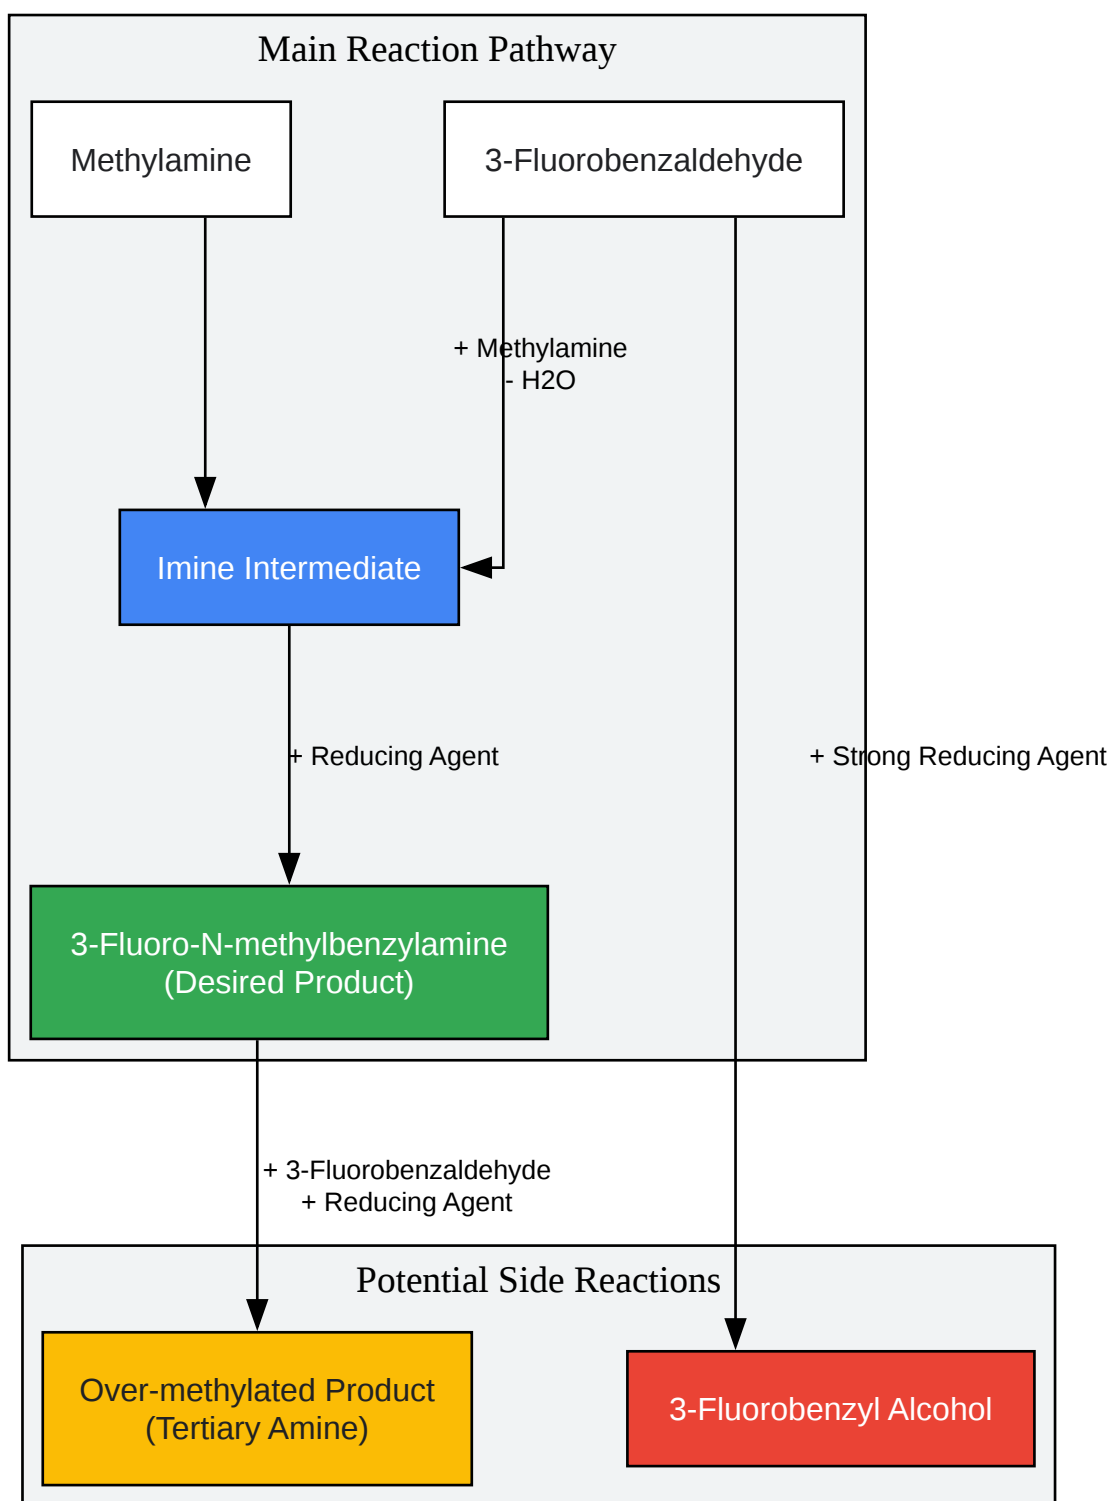 Main Reaction Pathway
Methylamine
3-Fluorobenzaldehyde
+ Methylamine
- H2O
Imine Intermediate
+ Reducing Agent
+ Strong Reducing Agent
3-Fluoro-N-methylbenzylamine
(Desired Product)
+ 3-Fluorobenzaldehyde
+ Reducing Agent
Potential Side Reactions
Over-methylated Product
(Tertiary Amine)
3-Fluorobenzyl Alcohol